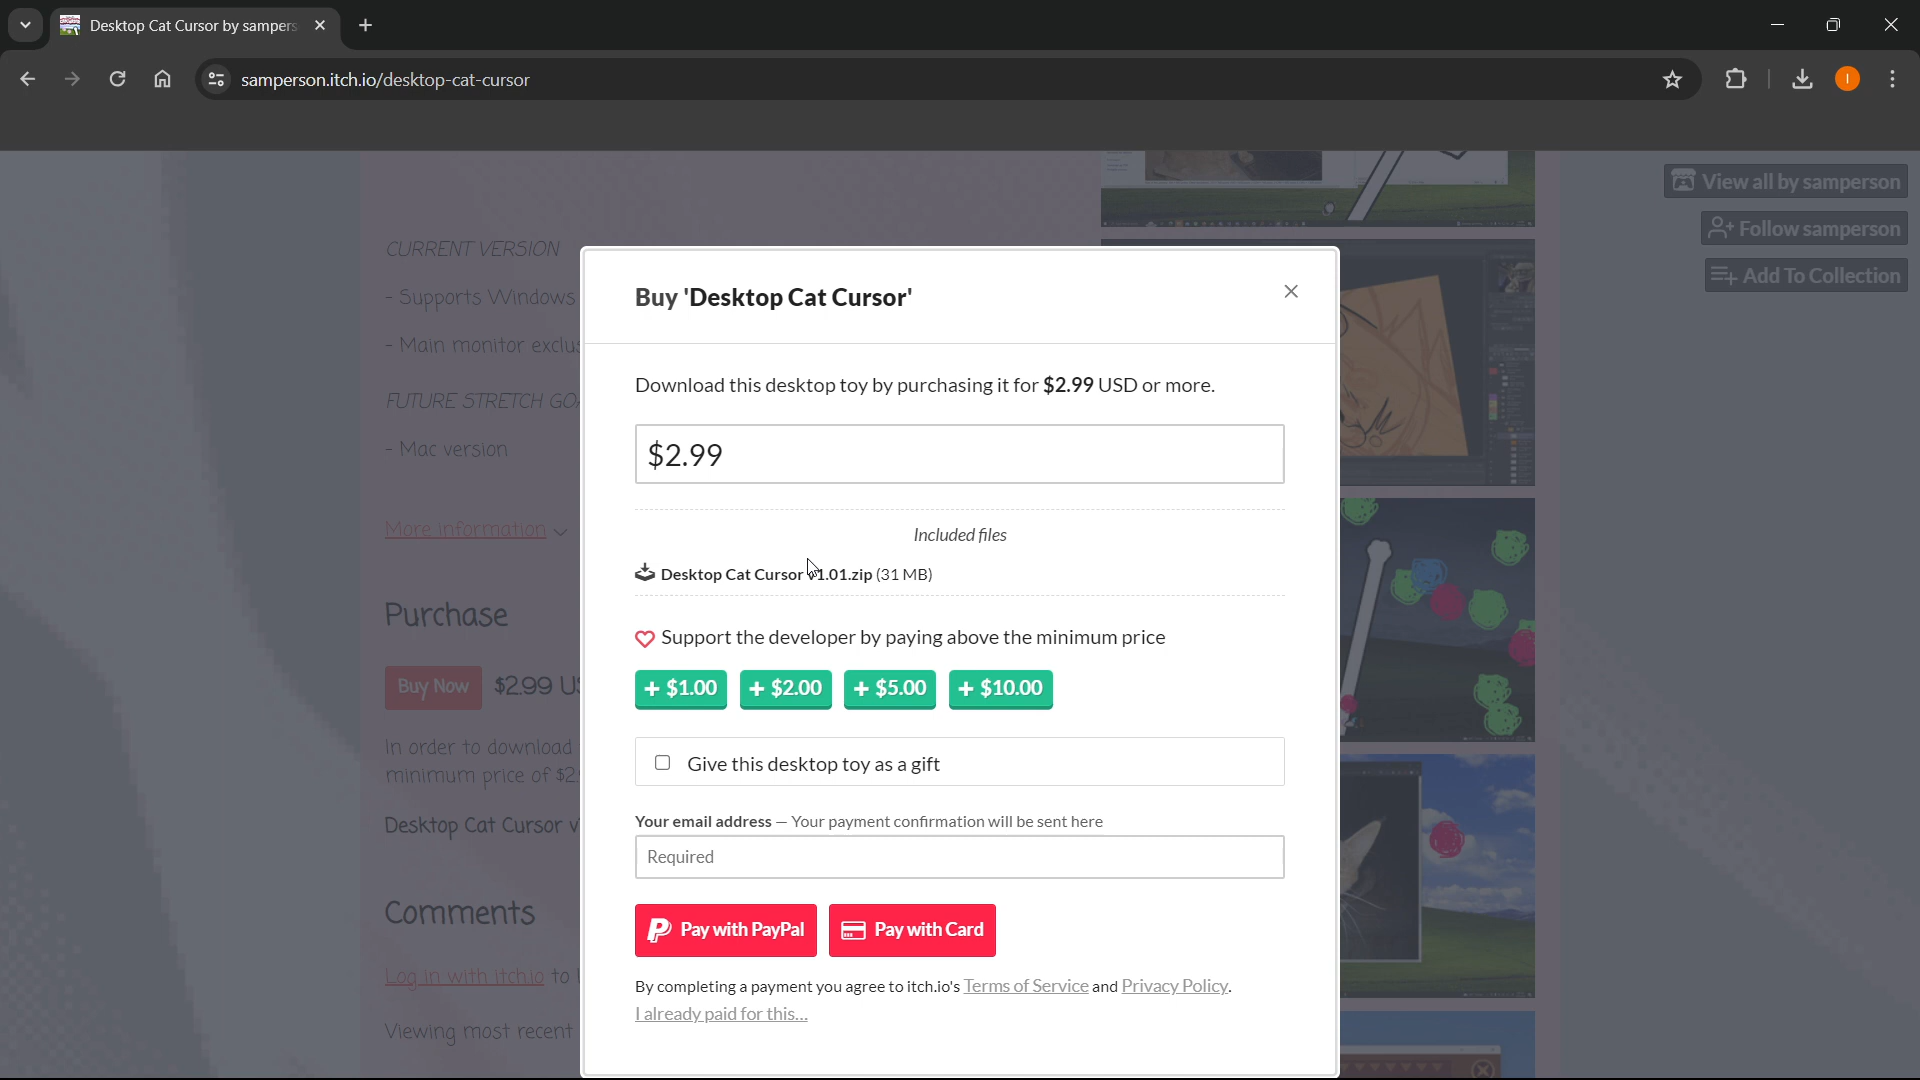 Desktop Cat Cursor by sampers
samperson.itch.io/desktop-cat-cursor
View all by samperson
Follow samperson
Add To Collection
CURRENT VERSION
- Supports Windows
- Main monitor exclus
FUTURE STRETCH GOA
- Mac version
More information
Purchase
Buy Now $2.99 US
In order to download
minimum price of $2
Desktop Cat Cursor v
Comments
Log in with itch.io to l
Viewing most recent
Buy 'Desktop Cat Cursor'
Download this desktop toy by purchasing it for $2.99 USD or more.
$2.99
Included files
Desktop Cat Cursor v1.01.zip (31 MB)
Support the developer by paying above the minimum price
+ $1.00 + $2.00 + $5.00 + $10.00
Give this desktop toy as a gift
Your email address — Your payment confirmation will be sent here
Required
Pay with PayPal Pay with Card
By completing a payment you agree to itch.io's Terms of Service and Privacy Policy.
I already paid for this...